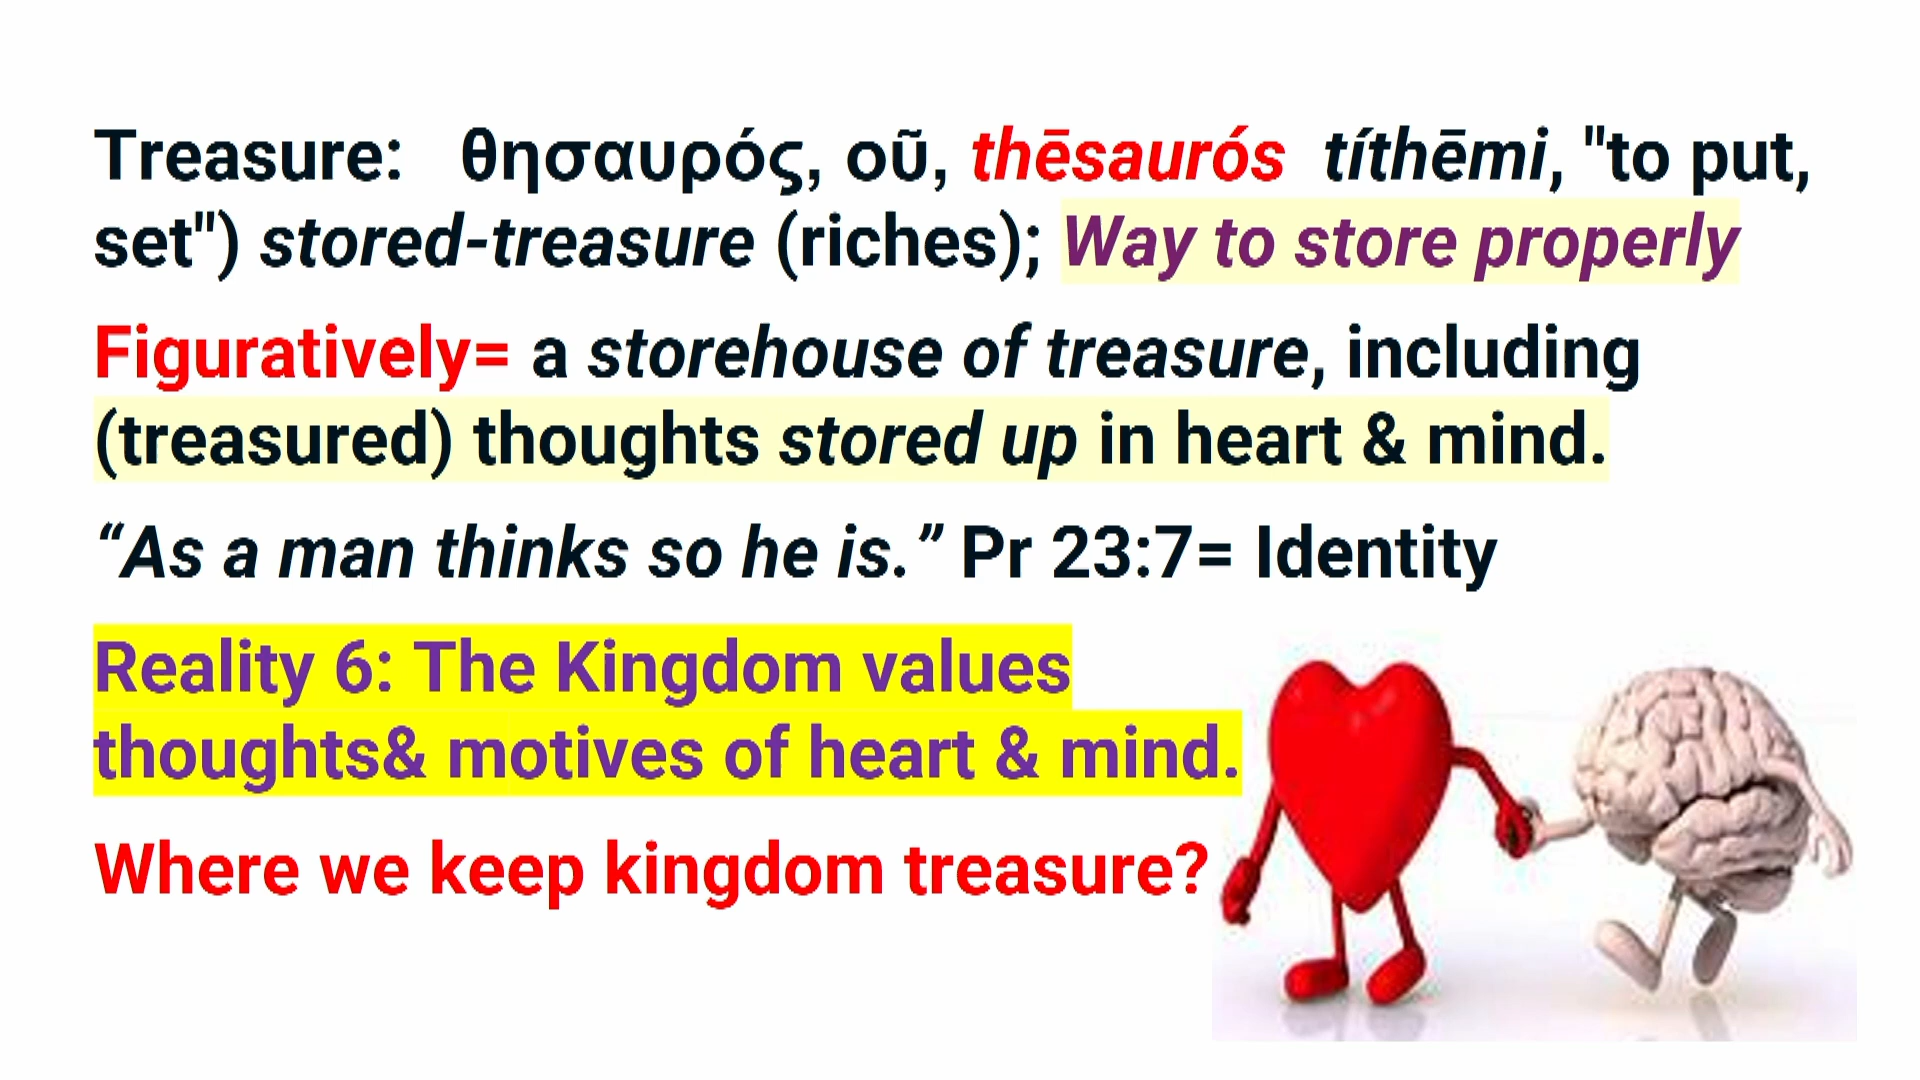 Treasure: θησαυρός, οῦ, thēsaurós títhēmi, "to put,
set") stored-treasure (riches); Way to store properly
Figuratively= a storehouse of treasure, including
(treasured) thoughts stored up in heart & mind.
“As a man thinks so he is.” Pr 23:7= Identity
Reality 6: The Kingdom values
thoughts& motives of heart & mind.
Where we keep kingdom treasure?